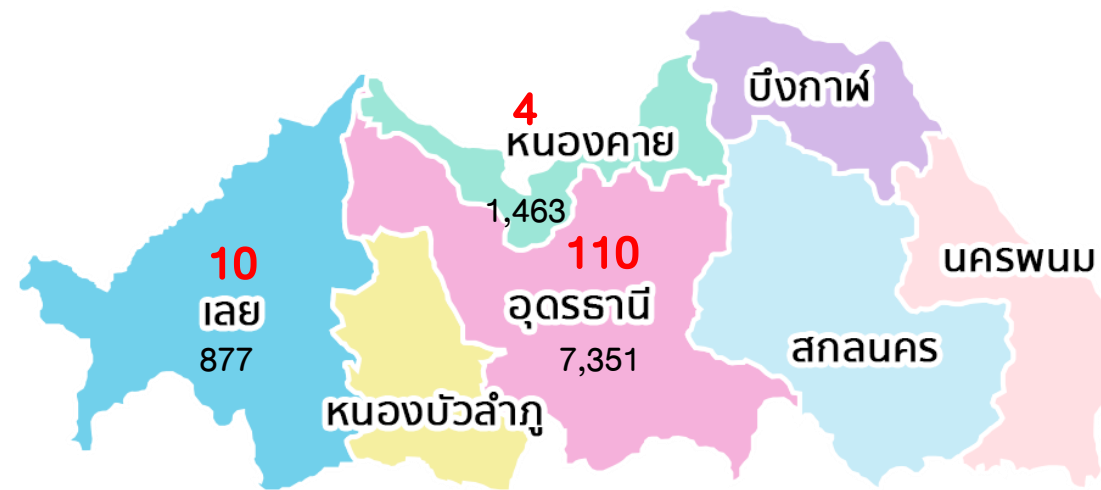 บึงกาฬ
4
หนองคาย
1,463
10
เลย
877
110
อุดรธานี
7,351
นครพนม
สกลนคร
หนองบัวลำภู